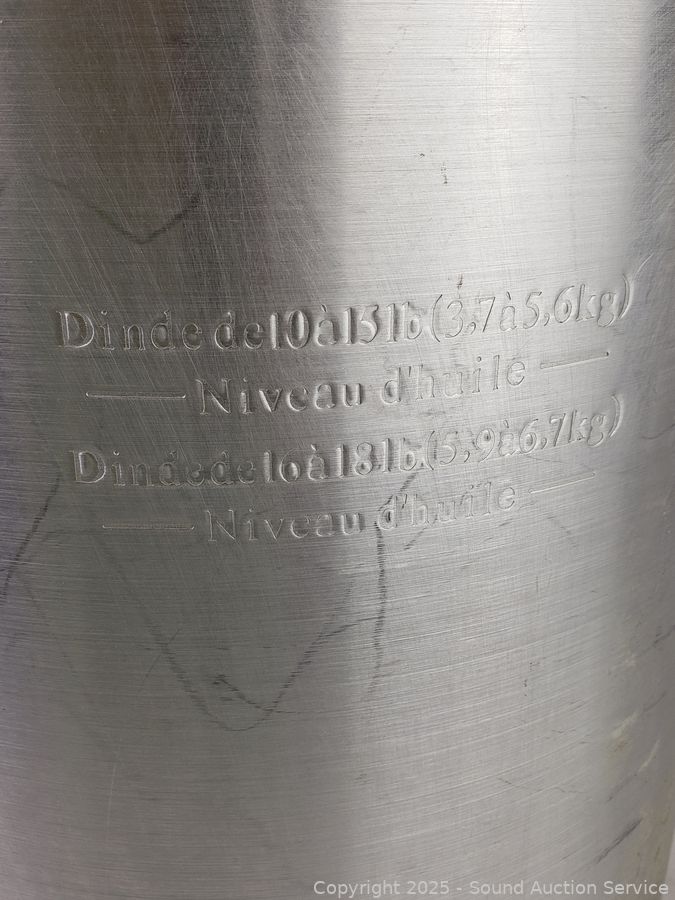 Dinde de 10 à 15 lb (3,7 à 5,6 kg)
Niveau d'huile
Dinde de 16 à 18 lb (5,9 à 6,7 kg)
Niveau d'huile
Copyright 2025 - Sound Auction Service